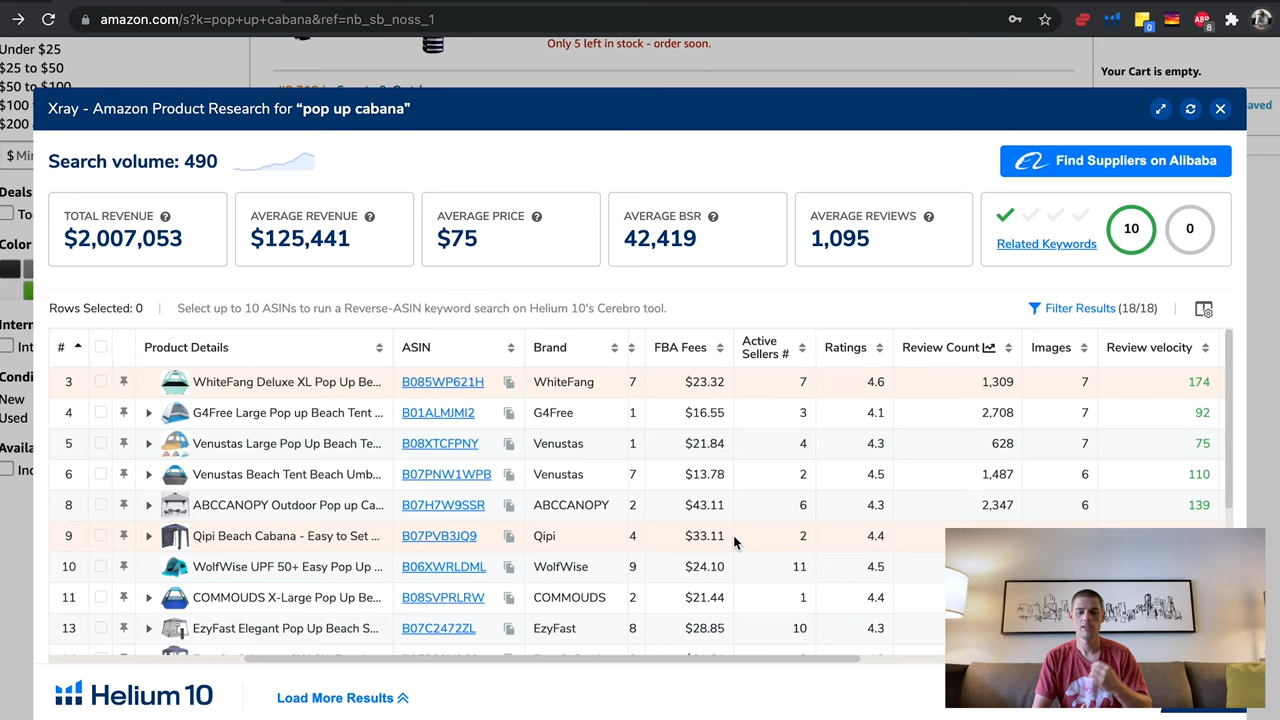 amazon.com/s?k=pop+up+cabana&ref=nb_sb_noss_1
0
ABP
8
Under $25
$25 to $50
$50 to $100
$100
$200
$
Deals
Color
Only 5 left in stock - order soon.
Your Cart is empty.
saved
Xray - Amazon Product Research for “pop up cabana”
Search volume: 490
Find Suppliers on Alibaba
TOTAL REVENUE
$2,007,053
AVERAGE REVENUE
$125,441
AVERAGE PRICE
$75
AVERAGE BSR
42,419
AVERAGE REVIEWS
1,095
Related Keywords
10
0
Rows Selected: 0
Select up to 10 ASINs to run a Reverse-ASIN keyword search on Helium 10's Cerebro tool.
Filter Results (18/18)
# Product Details ASIN Brand FBA Fees Active Sellers # Ratings Review Count Images Review velocity
3 WhiteFang Deluxe XL Pop Up Be... B085WP621H WhiteFang 7 $23.32 7 4.6 1,309 7 174
4 G4Free Large Pop up Beach Tent ... B01ALMJMI2 G4Free 1 $16.55 3 4.1 2,708 7 92
5 Venustas Large Pop Up Beach Te... B08XTCFPNY Venustas 1 $21.84 4 4.3 628 7 75
6 Venustas Beach Tent Beach Umb... B07PNW1WPB Venustas 7 $13.78 2 4.5 1,487 6 110
8 ABCCANOPY Outdoor Pop up Ca... B07H7W9SSR ABCCANOPY 2 $43.11 6 4.3 2,347 6 139
9 Qipi Beach Cabana - Easy to Set ... B07PVB3JQ9 Qipi 4 $33.11 2 4.4
10 WolfWise UPF 50+ Easy Pop Up ... B06XWRLDML WolfWise 9 $24.10 11 4.5
11 COMMOUDS X-Large Pop Up Be... B08SVPRLRW COMMOUDS 2 $21.44 1 4.4
13 EzyFast Elegant Pop Up Beach S... B07C2472ZL EzyFast 8 $28.85 10 4.3
New
Used
Helium 10
Load More Results